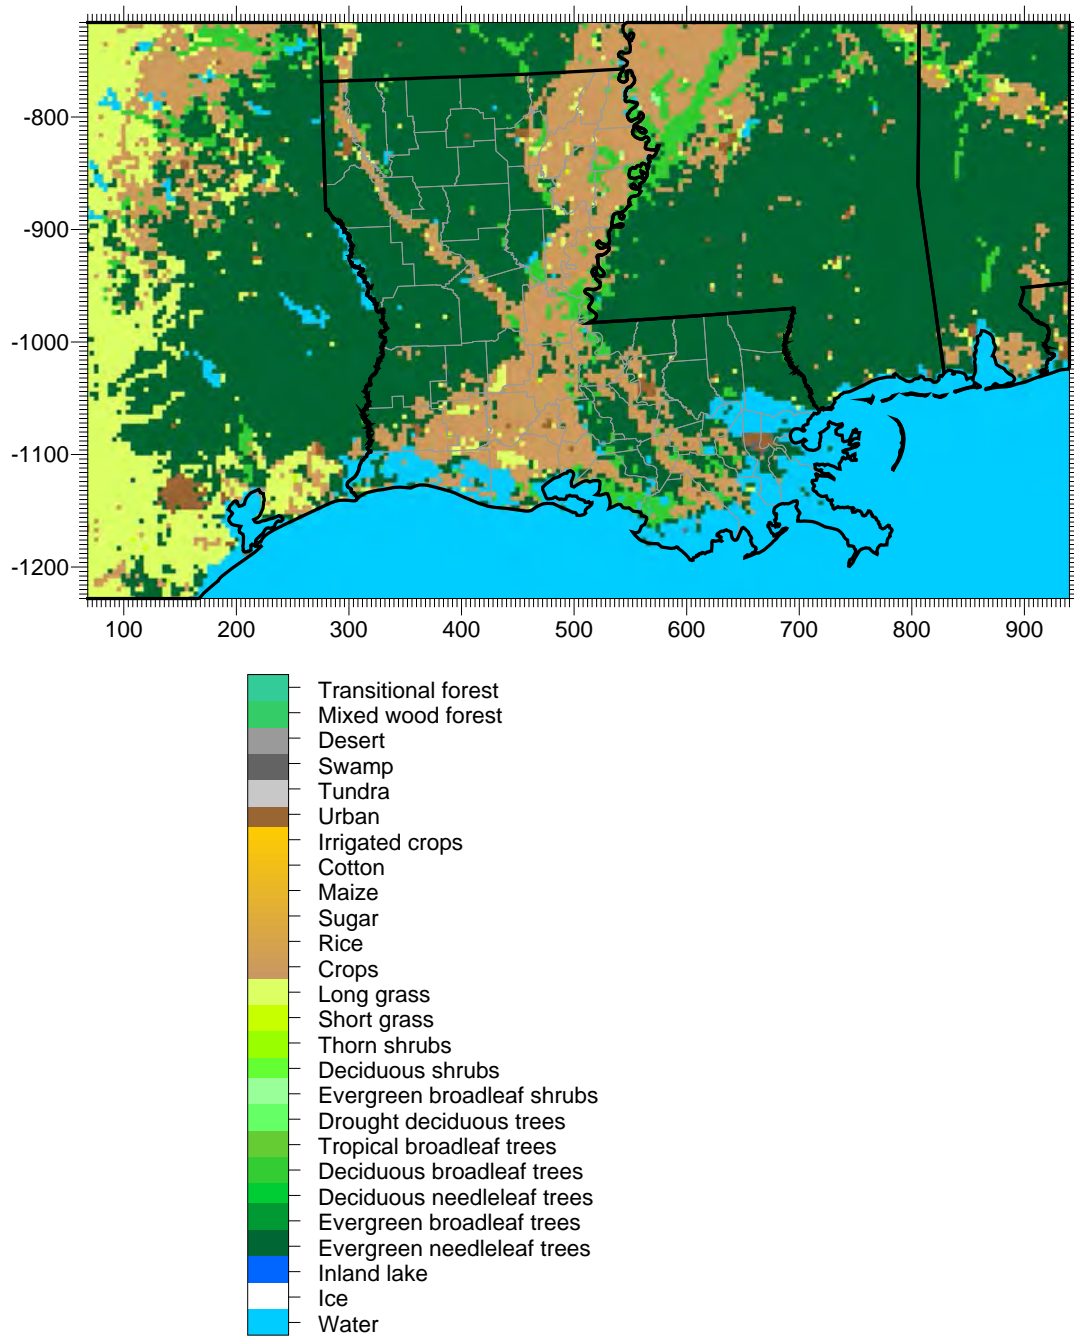 -800
-900
-1000
-1100
-1200
100 200 300 400 500 600 700 800 900
Transitional forest
Mixed wood forest
Desert
Swamp
Tundra
Urban
Irrigated crops
Cotton
Maize
Sugar
Rice
Crops
Long grass
Short grass
Thorn shrubs
Deciduous shrubs
Evergreen broadleaf shrubs
Drought deciduous trees
Tropical broadleaf trees
Deciduous broadleaf trees
Deciduous needleleaf trees
Evergreen broadleaf trees
Evergreen needleleaf trees
Inland lake
Ice
Water